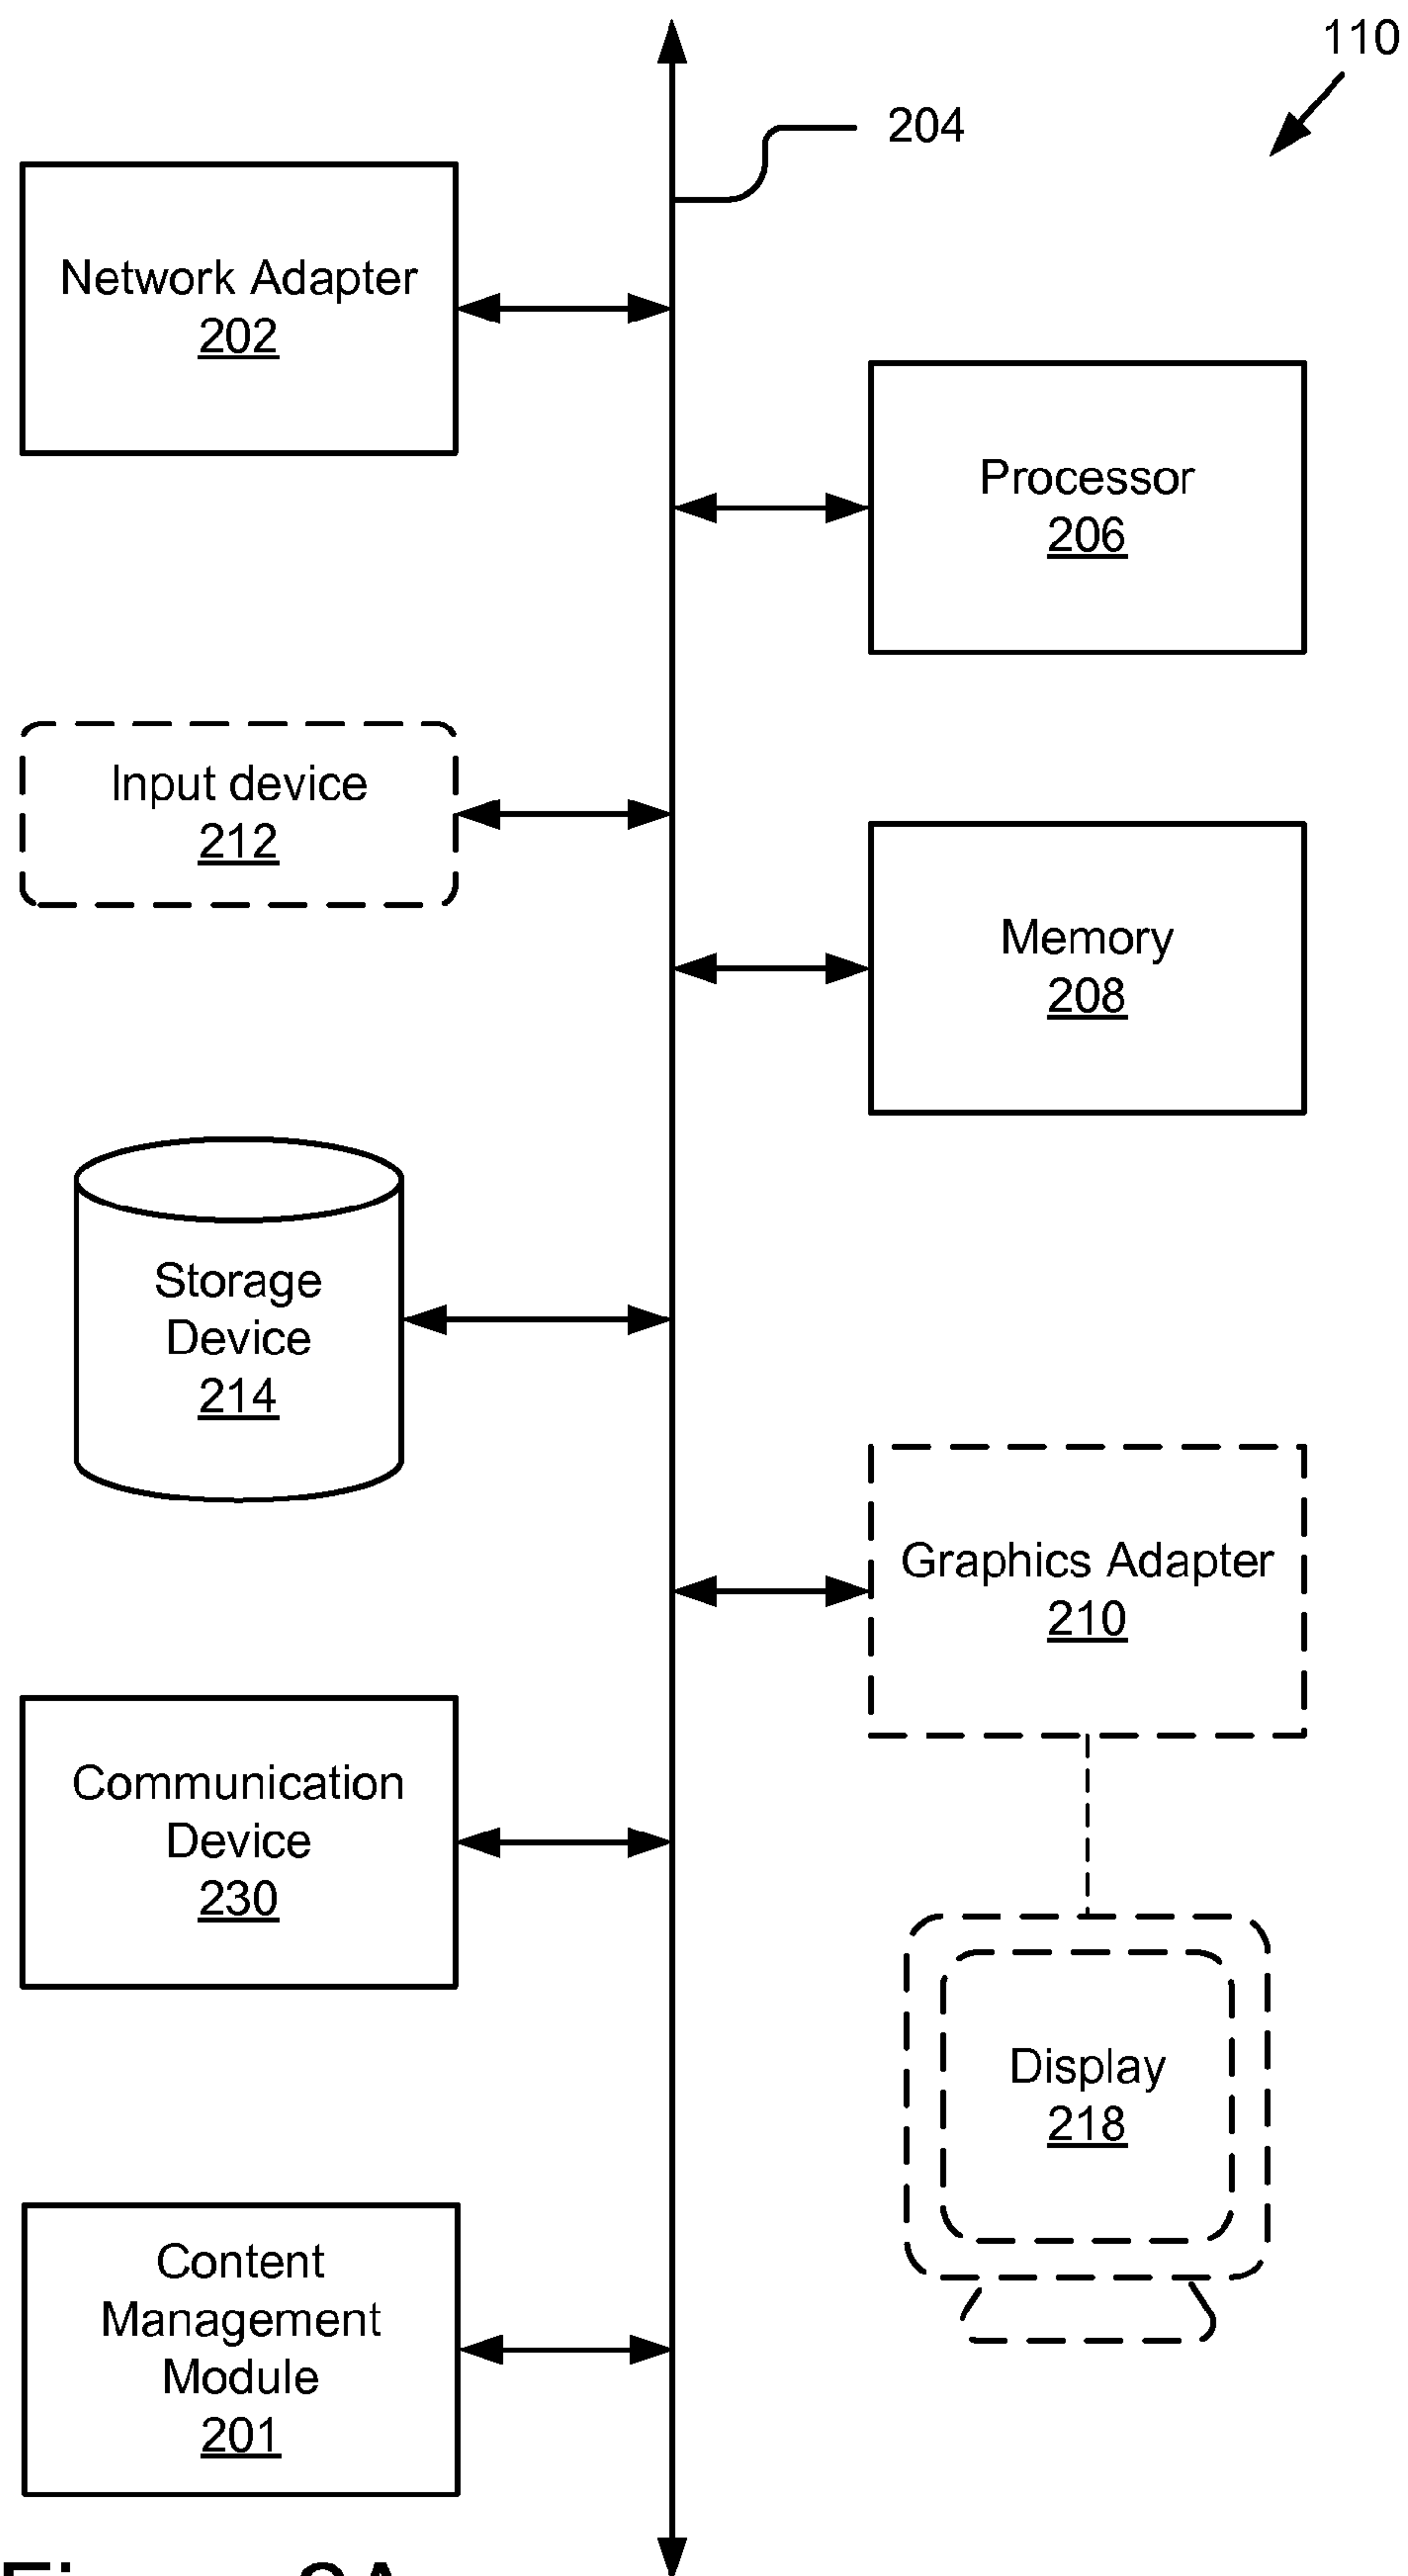 110
204
Network Adapter
202
Processor
206
Input device
212
Memory
208
Storage
Device
214
Graphics Adapter
210
Communication
Device
230
Display
218
Content
Management
Module
201